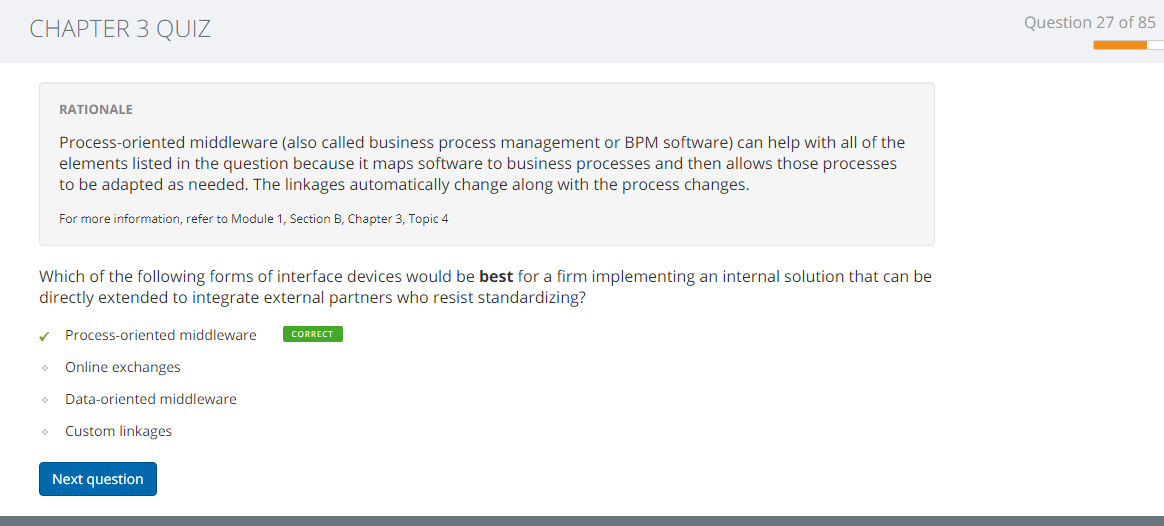 CHAPTER 3 QUIZ
Question 27 of 85
RATIONALE
Process-oriented middleware (also called business process management or BPM software) can help with all of the
elements listed in the question because it maps software to business processes and then allows those processes
to be adapted as needed. The linkages automatically change along with the process changes.
For more information, refer to Module 1, Section B, Chapter 3, Topic 4
Which of the following forms of interface devices would be best for a firm implementing an internal solution that can be
directly extended to integrate external partners who resist standardizing?
Process-oriented middleware CORRECT
Online exchanges
Data-oriented middleware
Custom linkages
Next question